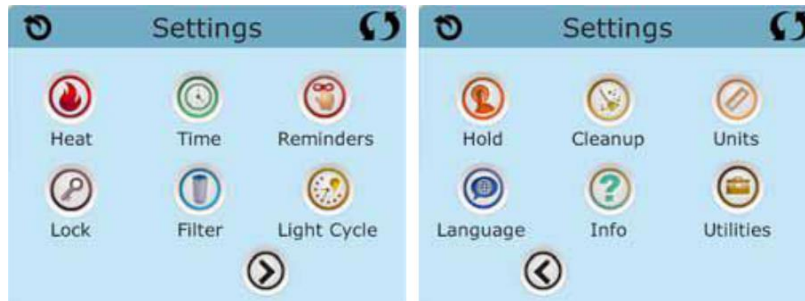 Settings
Heat Time Reminders
Lock Filter Light Cycle
Settings
Hold Cleanup Units
Language Info Utilities